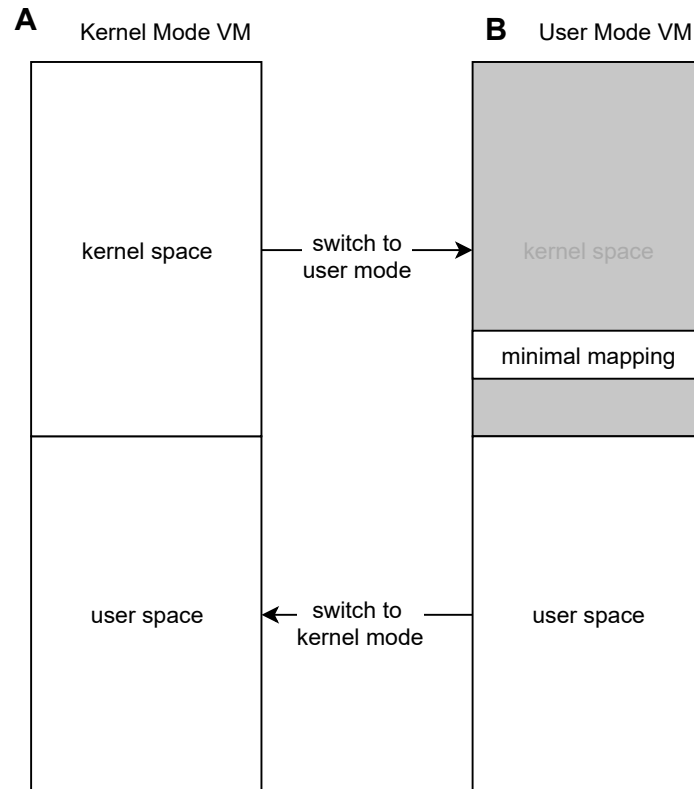 A Kernel Mode VM
B User Mode VM
kernel space
switch to
user mode
kernel space
minimal mapping
user space
switch to
kernel mode
user space